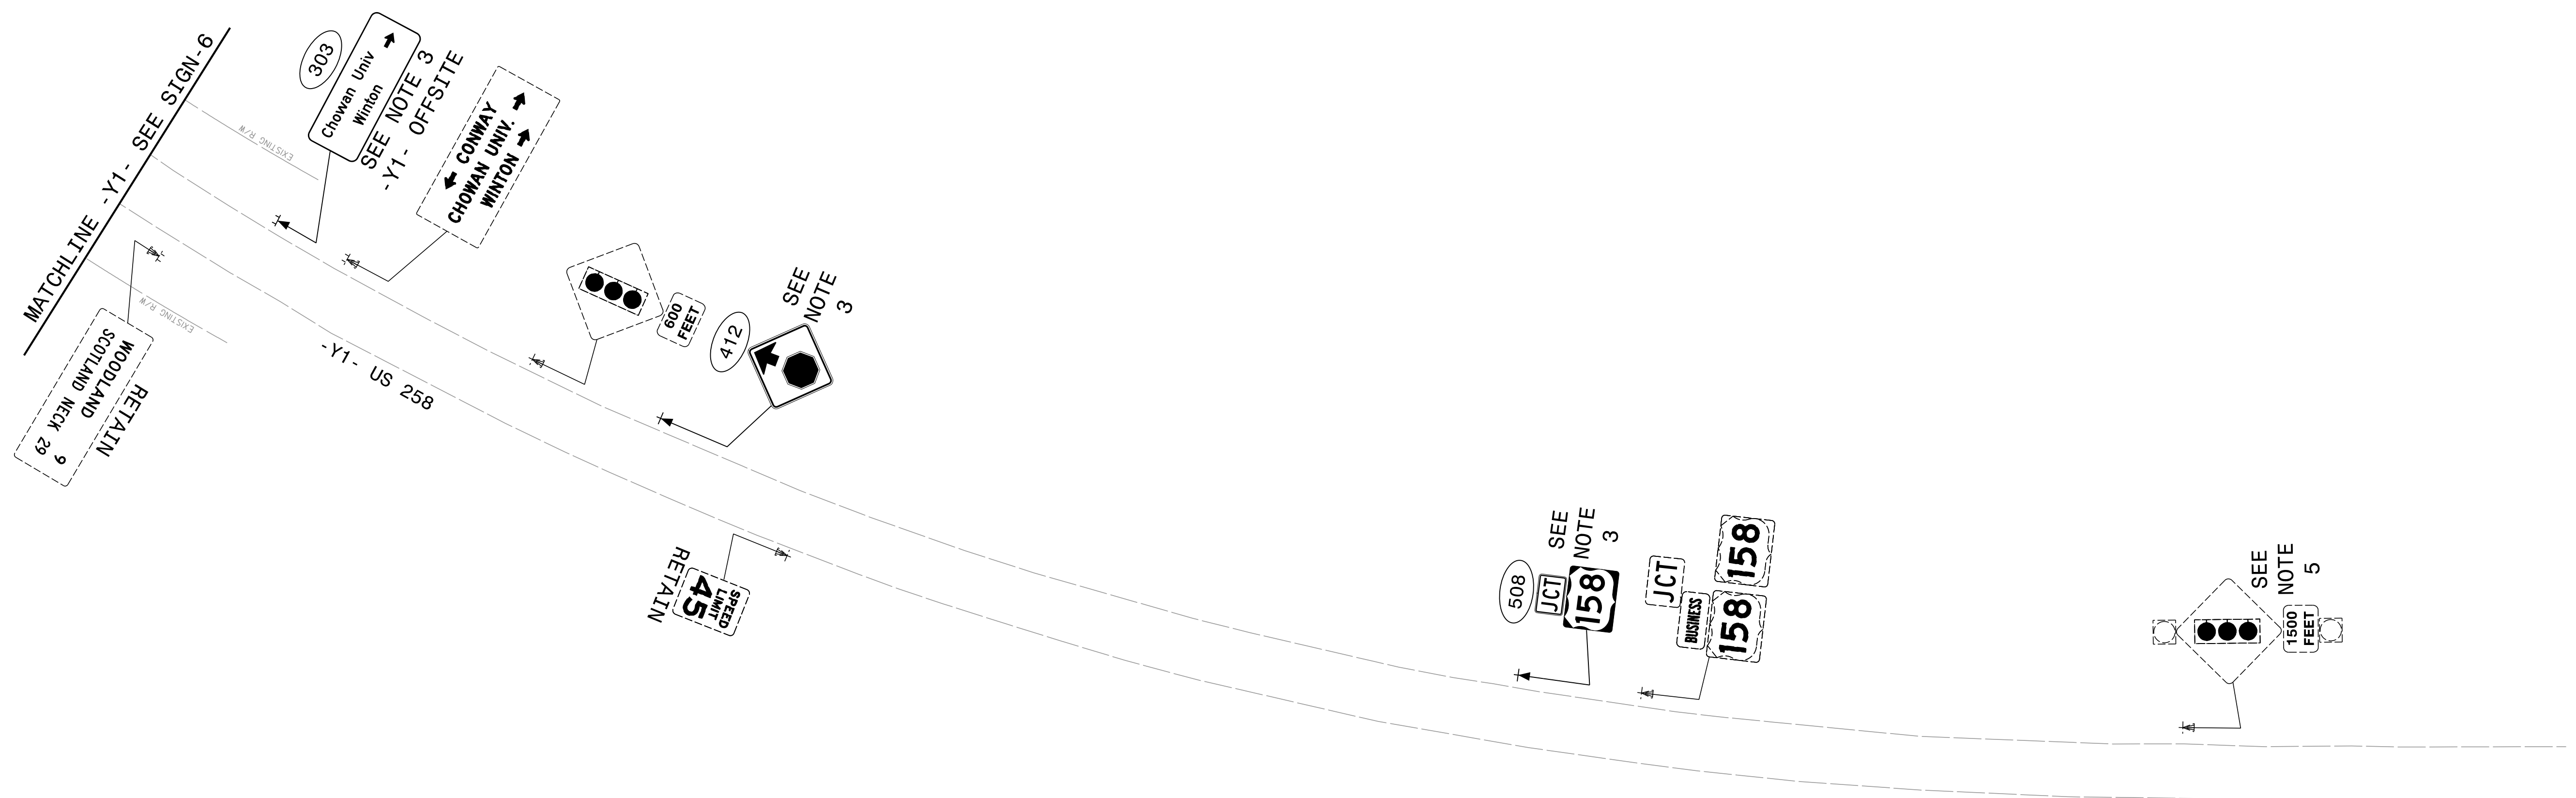 MATCHLINE -Y1- SEE SIGN-6
EXISTING R/W
EXISTING R/W
303
Chowan Univ
Winton
SEE NOTE 3
-Y1- OFFSITE
CONWAY
CHOWAN UNIV.
WINTON
WOODLAND 9
SCOTLAND NECK 29
RETAIN
-Y1- US 258
600
FEET
412
SEE
NOTE
3
SPEED
LIMIT
45
RETAIN
508
JCT
158
SEE
NOTE
3
JCT
BUSINESS
158
158
1500
FEET
SEE
NOTE
5